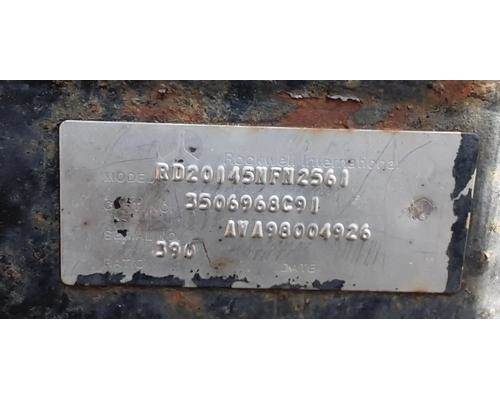 Rockwell International
MODEL RD20145NFN2561
3506968C91
SERIAL NO. AWA98004926
RATIO 390 DATE